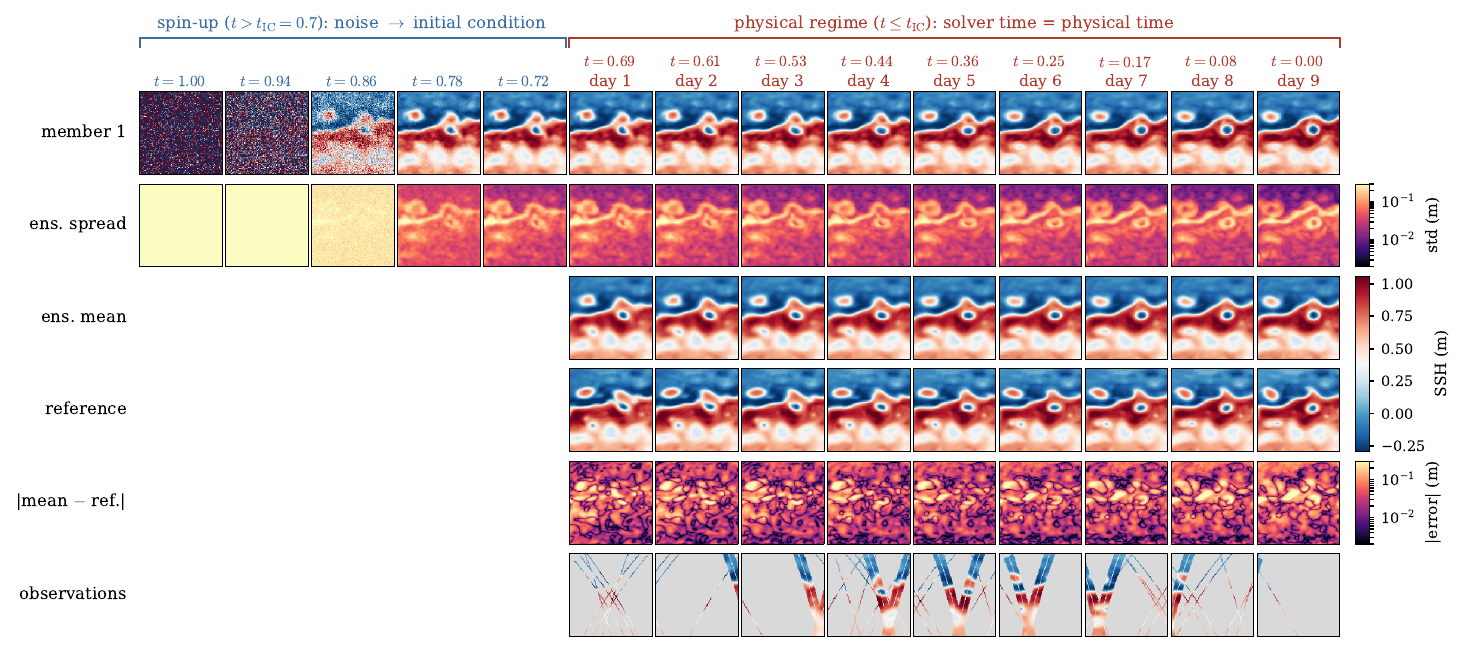 spin-up (t > t_IC = 0.7): noise → initial condition
physical regime (t ≤ t_IC): solver time = physical time
t = 1.00
t = 0.94
t = 0.86
t = 0.78
t = 0.72
t = 0.69
day 1
t = 0.61
day 2
t = 0.53
day 3
t = 0.44
day 4
t = 0.36
day 5
t = 0.25
day 6
t = 0.17
day 7
t = 0.08
day 8
t = 0.00
day 9
member 1
ens. spread
10⁻¹
10⁻²
std (m)
ens. mean
1.00
0.75
0.50
0.25
0.00
−0.25
SSH (m)
reference
|mean − ref.|
10⁻¹
10⁻²
|error| (m)
observations